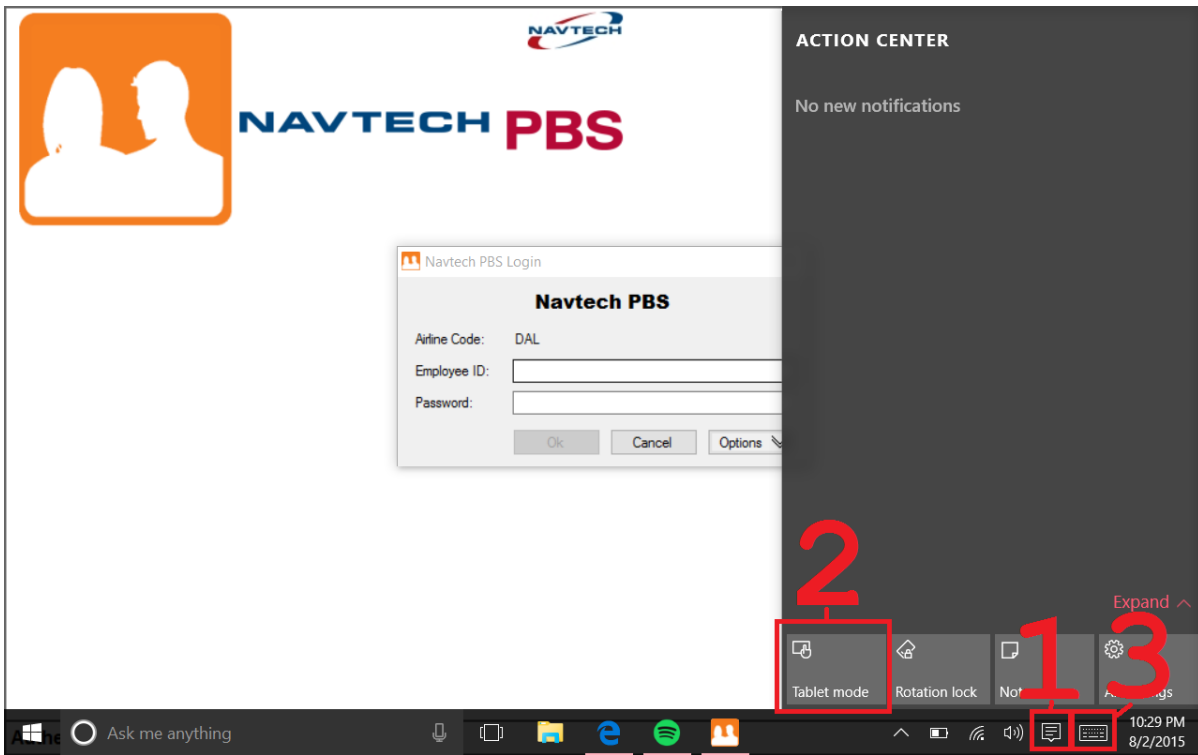 NAVTECH
NAVTECH PBS
Navtech PBS Login
Navtech PBS
Airline Code: DAL
Employee ID:
Password:
Ok Cancel Options
ACTION CENTER
No new notifications
2
Expand
1 3
Tablet mode Rotation lock
Ask me anything
10:29 PM
8/2/2015